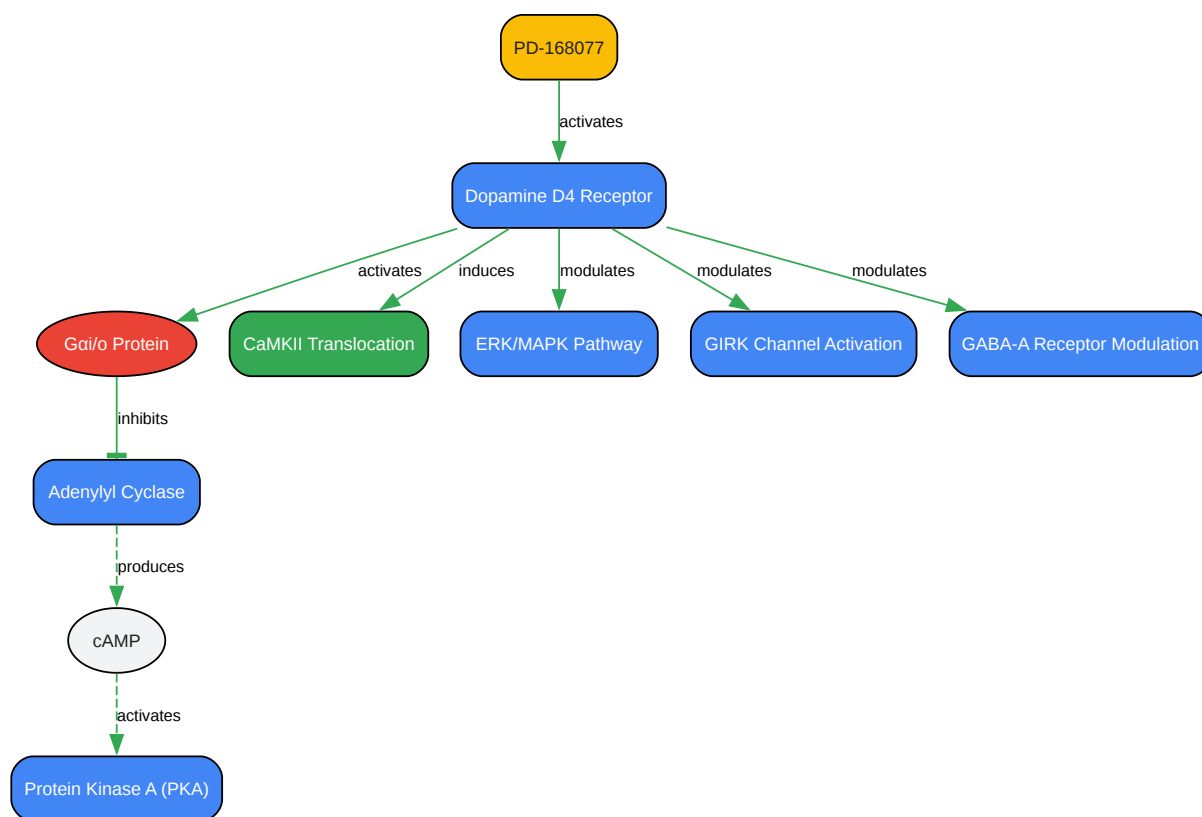 PD-168077
activates
Dopamine D4 Receptor
activates
induces
modulates
modulates
modulates
Gαi/o Protein
CaMKII Translocation
ERK/MAPK Pathway
GIRK Channel Activation
GABA-A Receptor Modulation
inhibits
Adenylyl Cyclase
produces
cAMP
activates
Protein Kinase A (PKA)